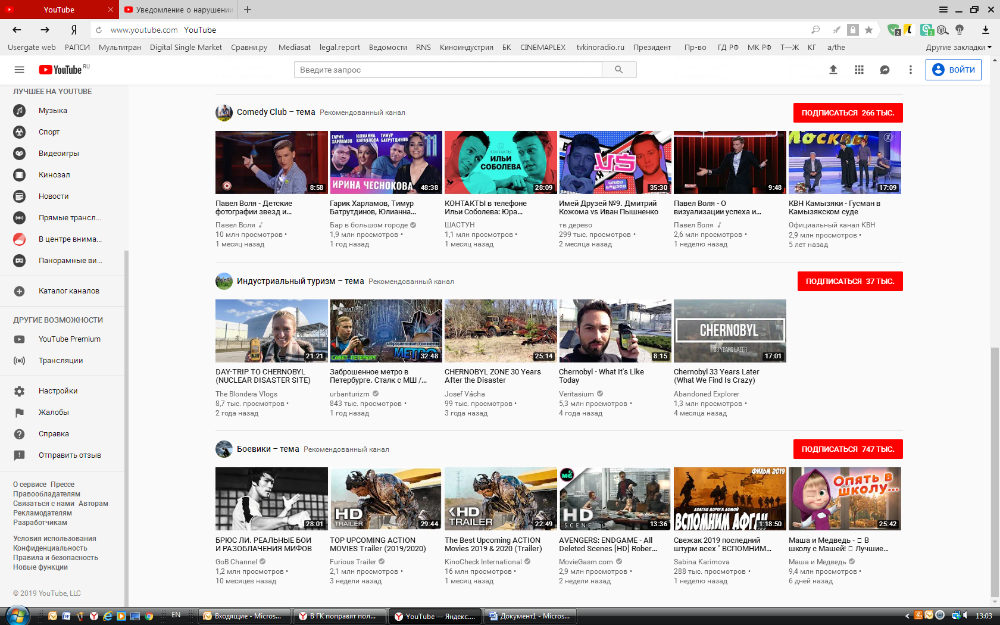 YouTube
Уведомление о нарушении
www.youtube.com YouTube
2
1
Usergate web РАПСИ Мультитран Digital Single Market Сравни.ру Mediasat legal.report Ведомости RNS Киноиндустрия БК CINEMAPLEX tvkinoradio.ru Президент Пр-во ГД РФ МК РФ Т—Ж КГ a/the Другие закладки
YouTube RU
Введите запрос
ВОЙТИ
ЛУЧШЕЕ НА YOUTUBE
Музыка
Спорт
Видеоигры
Кинозал
Новости
Прямые трансл...
В центре внима...
Панорамные ви...
Каталог каналов
ДРУГИЕ ВОЗМОЖНОСТИ
YouTube Premium
Трансляции
Настройки
Жалобы
Справка
Отправить отзыв
О сервисе Прессе
Правообладателям
Связаться с нами Авторам
Рекламодателям
Разработчикам
Условия использования
Конфиденциальность
Правила и безопасность
Новые функции
© 2019 YouTube, LLC
Comedy Club – тема Рекомендованный канал
ПОДПИСАТЬСЯ 266 ТЫС.
ТНТ
8:58
Павел Воля - Детские
фотографии звезд и...
Павел Воля
10 млн просмотров •
1 месяц назад
ГАРИК ХАРЛАМОВ
ЮЛИАННА КАРАУЛОВА
ТИМУР БАТРУТДИНОВ
11
ИРИНА ЧЕСНОКОВА
48:38
Гарик Харламов, Тимур
Батрутдинов, Юлианна...
Бар в большом городе
1,9 млн просмотров •
1 год назад
КОНТАКТЫ
ИЛЬИ
СОБОЛЕВА
28:09
КОНТАКТЫ в телефоне
Ильи Соболева: Юра...
ШАСТУН
1,1 млн просмотров •
1 месяц назад
VS
ИМЕЙ ДРУЗЕЙ
35:30
Имей Друзей №9. Дмитрий
Кожома vs Иван Пышненко
тв дерево
299 тыс. просмотров •
2 месяца назад
9:48
Павел Воля - О
визуализации успеха и...
Павел Воля
2,6 млн просмотров •
1 неделю назад
МОСКВЫ
17:09
КВН Камызяки - Гусман в
Камызякском суде
Официальный канал КВН
2,9 млн просмотров •
5 лет назад
Индустриальный туризм – тема Рекомендованный канал
ПОДПИСАТЬСЯ 37 ТЫС.
21:21
DAY-TRIP TO CHERNOBYL
(NUCLEAR DISASTER SITE)
The Blondera Vlogs
8,7 тыс. просмотров •
2 года назад
URBANTURIZM
заброшенные
тоннели
МЕТРО
САНКТ-ПЕТЕРБУРГ
32:48
Заброшенное метро в
Петербурге. Сталк с МШ /...
urbanturizm
843 тыс. просмотров •
1 год назад
25:14
CHERNOBYL ZONE 30 Years
After the Disaster
Josef Vácha
99 тыс. просмотров •
3 года назад
8:15
Chernobyl - What It's Like
Today
Veritasium
5,3 млн просмотров •
4 года назад
CHERNOBYL
33 YEARS LATER
17:01
Chernobyl 33 Years Later
(What We Find Is Crazy)
Abandoned Explorer
1,3 млн просмотров •
4 месяца назад
Боевики – тема Рекомендованный канал
ПОДПИСАТЬСЯ 747 ТЫС.
28:01
БРЮС ЛИ. РЕАЛЬНЫЕ БОИ
И РАЗОБЛАЧЕНИЯ МИФОВ
GoB Channel
1,2 млн просмотров •
10 месяцев назад
HD
TRAILER
29:44
TOP UPCOMING ACTION
MOVIES Trailer (2019/2020)
Furious Trailer
2,1 млн просмотров •
3 недели назад
HD
TRAILER
22:49
The Best Upcoming ACTION
Movies 2019 & 2020 (Trailer)
KinoCheck International
16 млн просмотров •
1 месяц назад
MG
HD
SCENE
13:36
AVENGERS: ENDGAME - All
Deleted Scenes [HD] Rober...
MovieGasm.com
2,9 млн просмотров •
2 недели назад
ФИЛЬМ 2019
ДОЛГАЯ ДОРОГА ДОМОЙ
ВСПОМНИМ АФГАН
1:18:50
Свежак 2019 последний
штурм всех " ВСПОМНИМ...
Sabina Karimova
288 тыс. просмотров •
1 неделю назад
ОПЯТЬ В
ШКОЛУ...
25:42
Маша и Медведь - В
школу с Машей! Лучшие...
Маша и Медведь
9,4 млн просмотров •
6 дней назад
EN
Входящие - Micros...
В ГК поправят пол...
YouTube — Яндекс....
Документ1 - Micros...
13:03